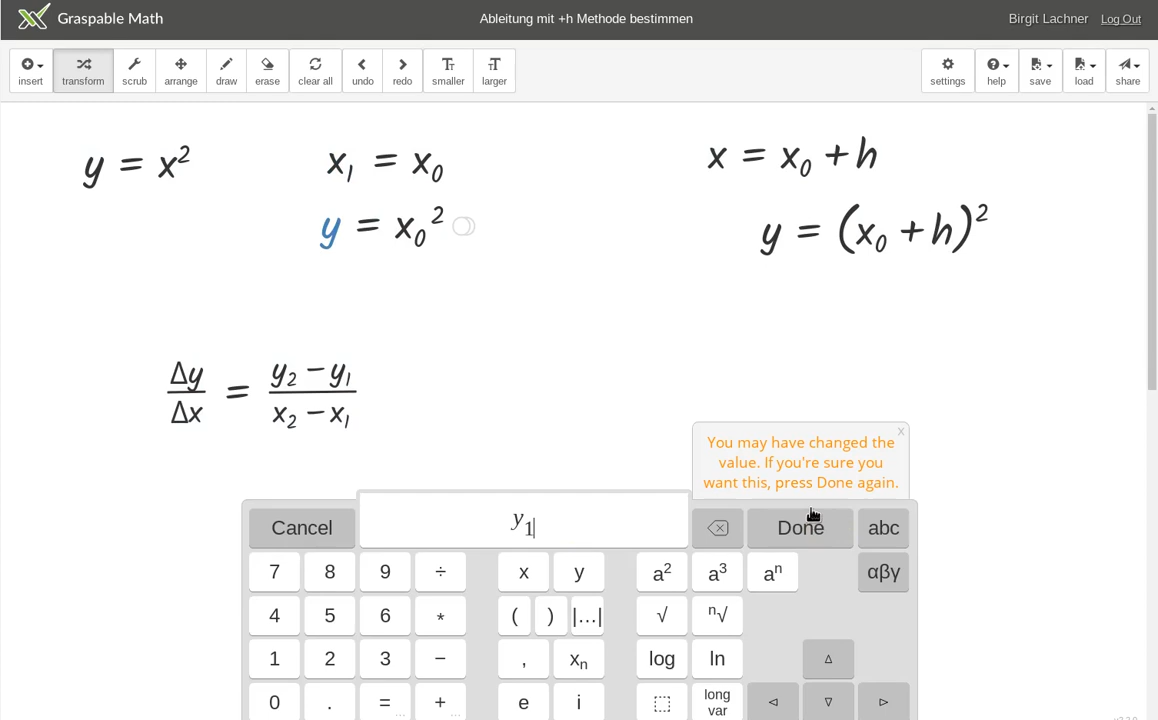 Graspable Math
Ableitung mit +h Methode bestimmen
Birgit Lachner Log Out
insert transform scrub arrange draw erase clear all undo redo smaller larger settings help save load share
y = x²
x₁ = x₀
x = x₀ + h
y = x₀²
y = (x₀ + h)²
Δy/Δx = (y₂ − y₁)/(x₂ − x₁)
x
You may have changed the
value. If you're sure you
want this, press Done again.
Cancel y₁ Done abc
7 8 9 ÷ x y a² a³ aⁿ αβγ
4 5 6 * ( ) |...| √ ⁿ√
1 2 3 − , xₙ log ln
0 . = ... + ... e i long
var